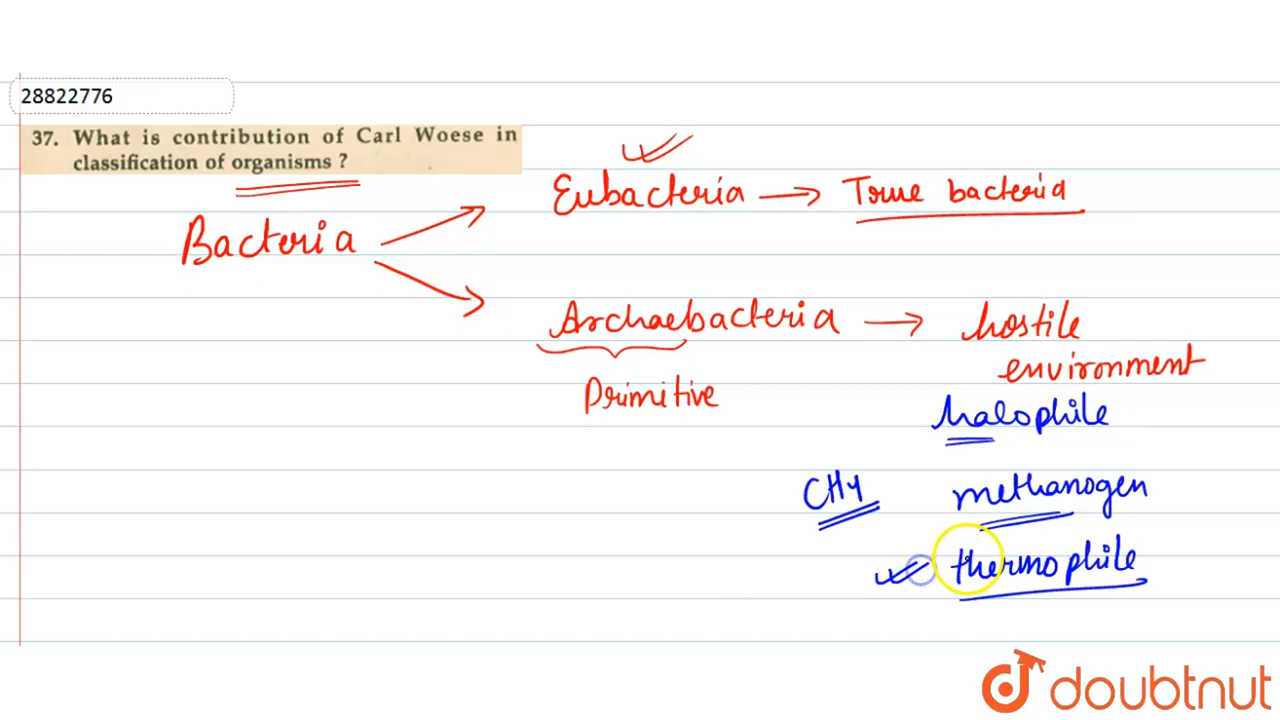 28822776
37. What is contribution of Carl Woese in
classification of organisms ?
Eubacteria → True bacteria
Bacteria
Archaebacteria → hostile
environment
Primitive
halophile
CH4 methanogen
thermophile
doubtnut